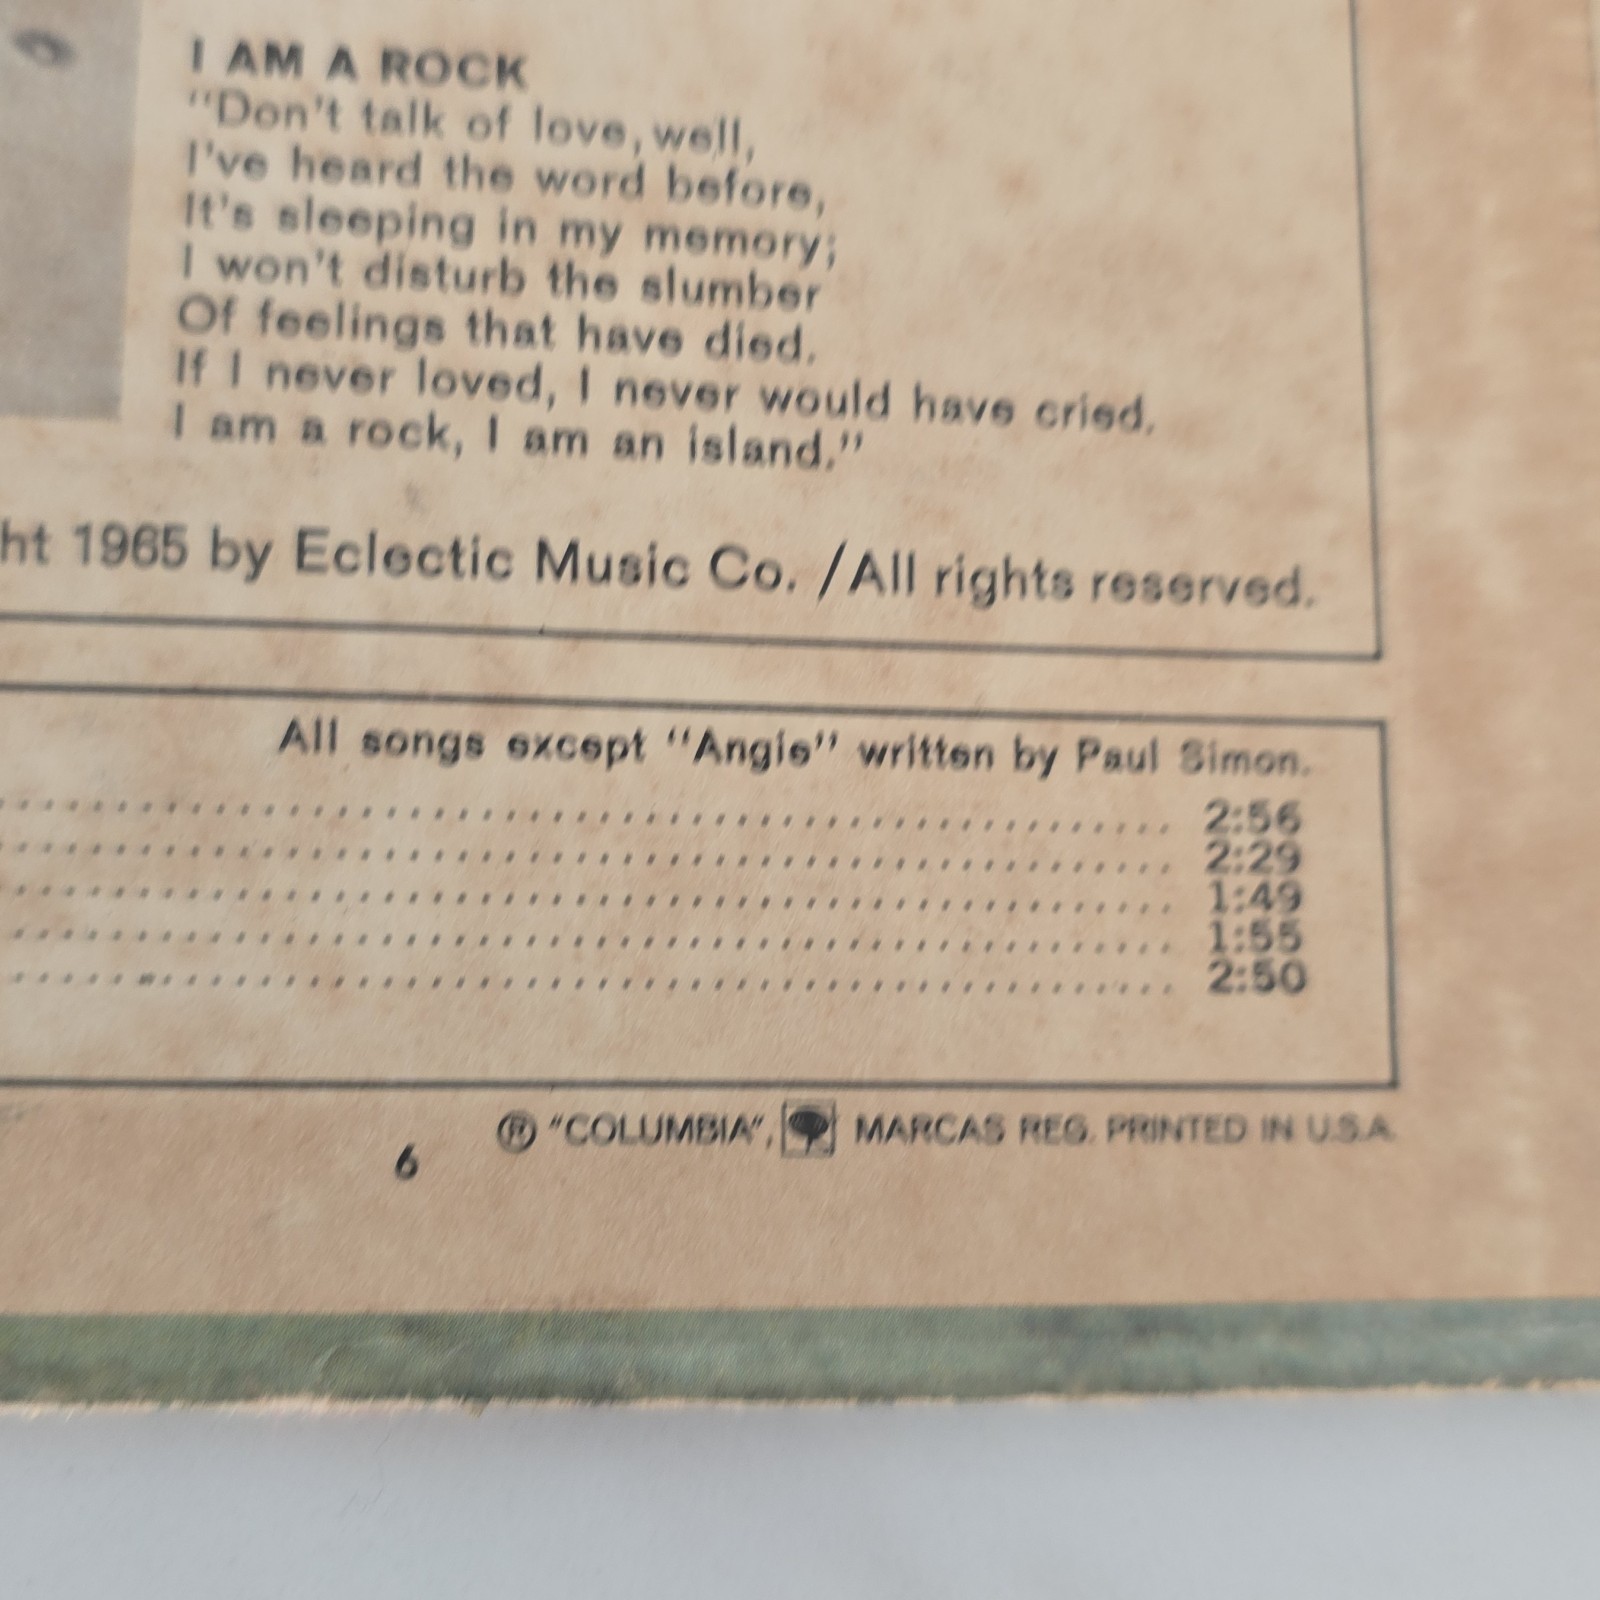 I AM A ROCK
"Don't talk of love, well,
I've heard the word before,
It's sleeping in my memory;
I won't disturb the slumber
Of feelings that have died.
If I never loved, I never would have cried.
I am a rock, I am an island."
ht 1965 by Eclectic Music Co. /All rights reserved.
All songs except "Angie" written by Paul Simon.
2:56
2:29
1:49
1:55
2:50
® "COLUMBIA", MARCAS REG. PRINTED IN U.S.A.
6